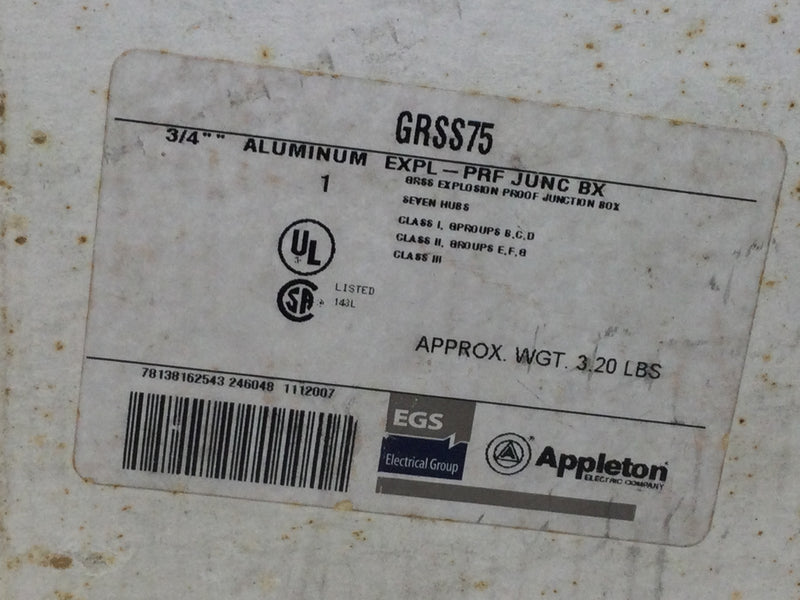 GRSS75
3/4"" ALUMINUM EXPL-PRF JUNC BX
1
GRSS EXPLOSION PROOF JUNCTION BOX
SEVEN HUBS
CLASS I, GPROUPS B,C,D
CLASS II, GROUPS E,F,G
CLASS III
UL
SA
LISTED
143L
APPROX. WGT. 3.20 LBS
78138162543 246048 1112007
EGS
Electrical Group
A
Appleton
ELECTRIC COMPANY